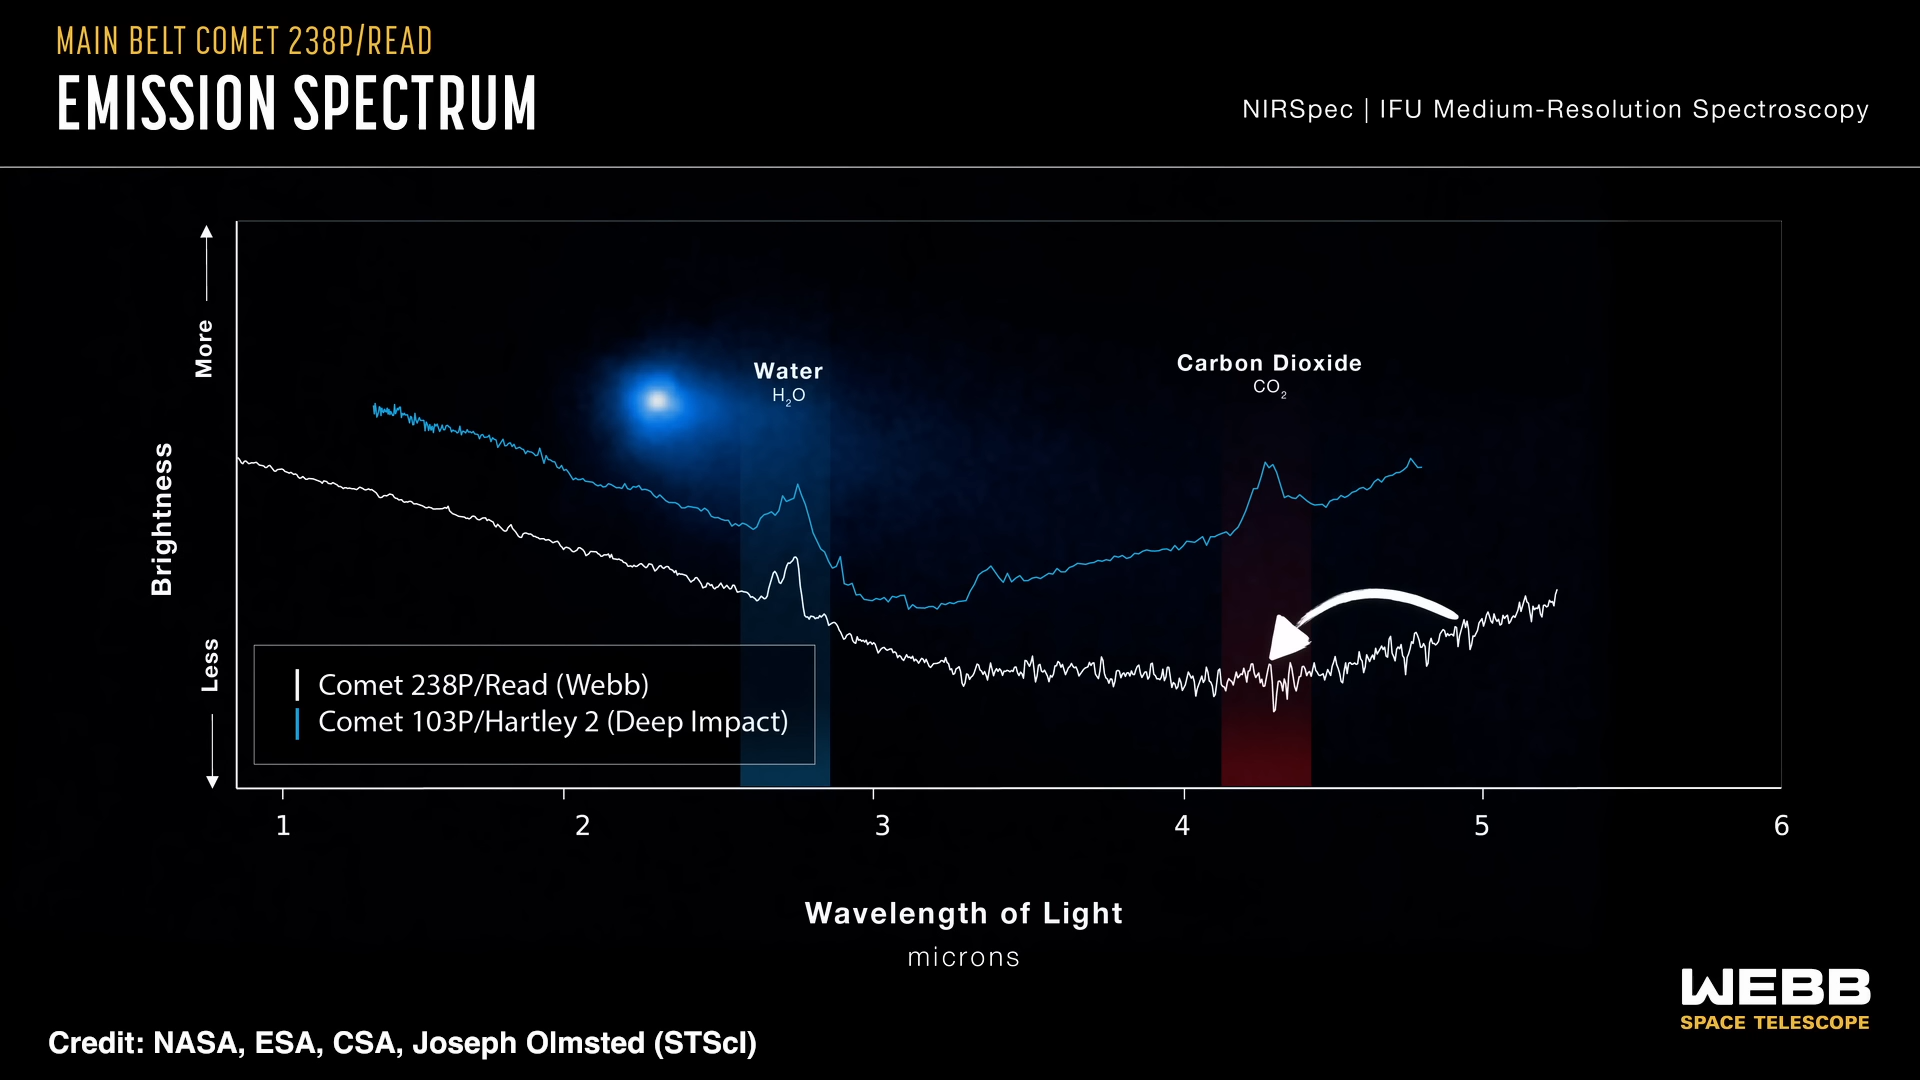 MAIN BELT COMET 238P/READ
EMISSION SPECTRUM
NIRSpec | IFU Medium-Resolution Spectroscopy
More
Brightness
Less
Water
H₂O
Carbon Dioxide
CO₂
Comet 238P/Read (Webb)
Comet 103P/Hartley 2 (Deep Impact)
1 2 3 4 5 6
Wavelength of Light
microns
WEBB
SPACE TELESCOPE
Credit: NASA, ESA, CSA, Joseph Olmsted (STScI)